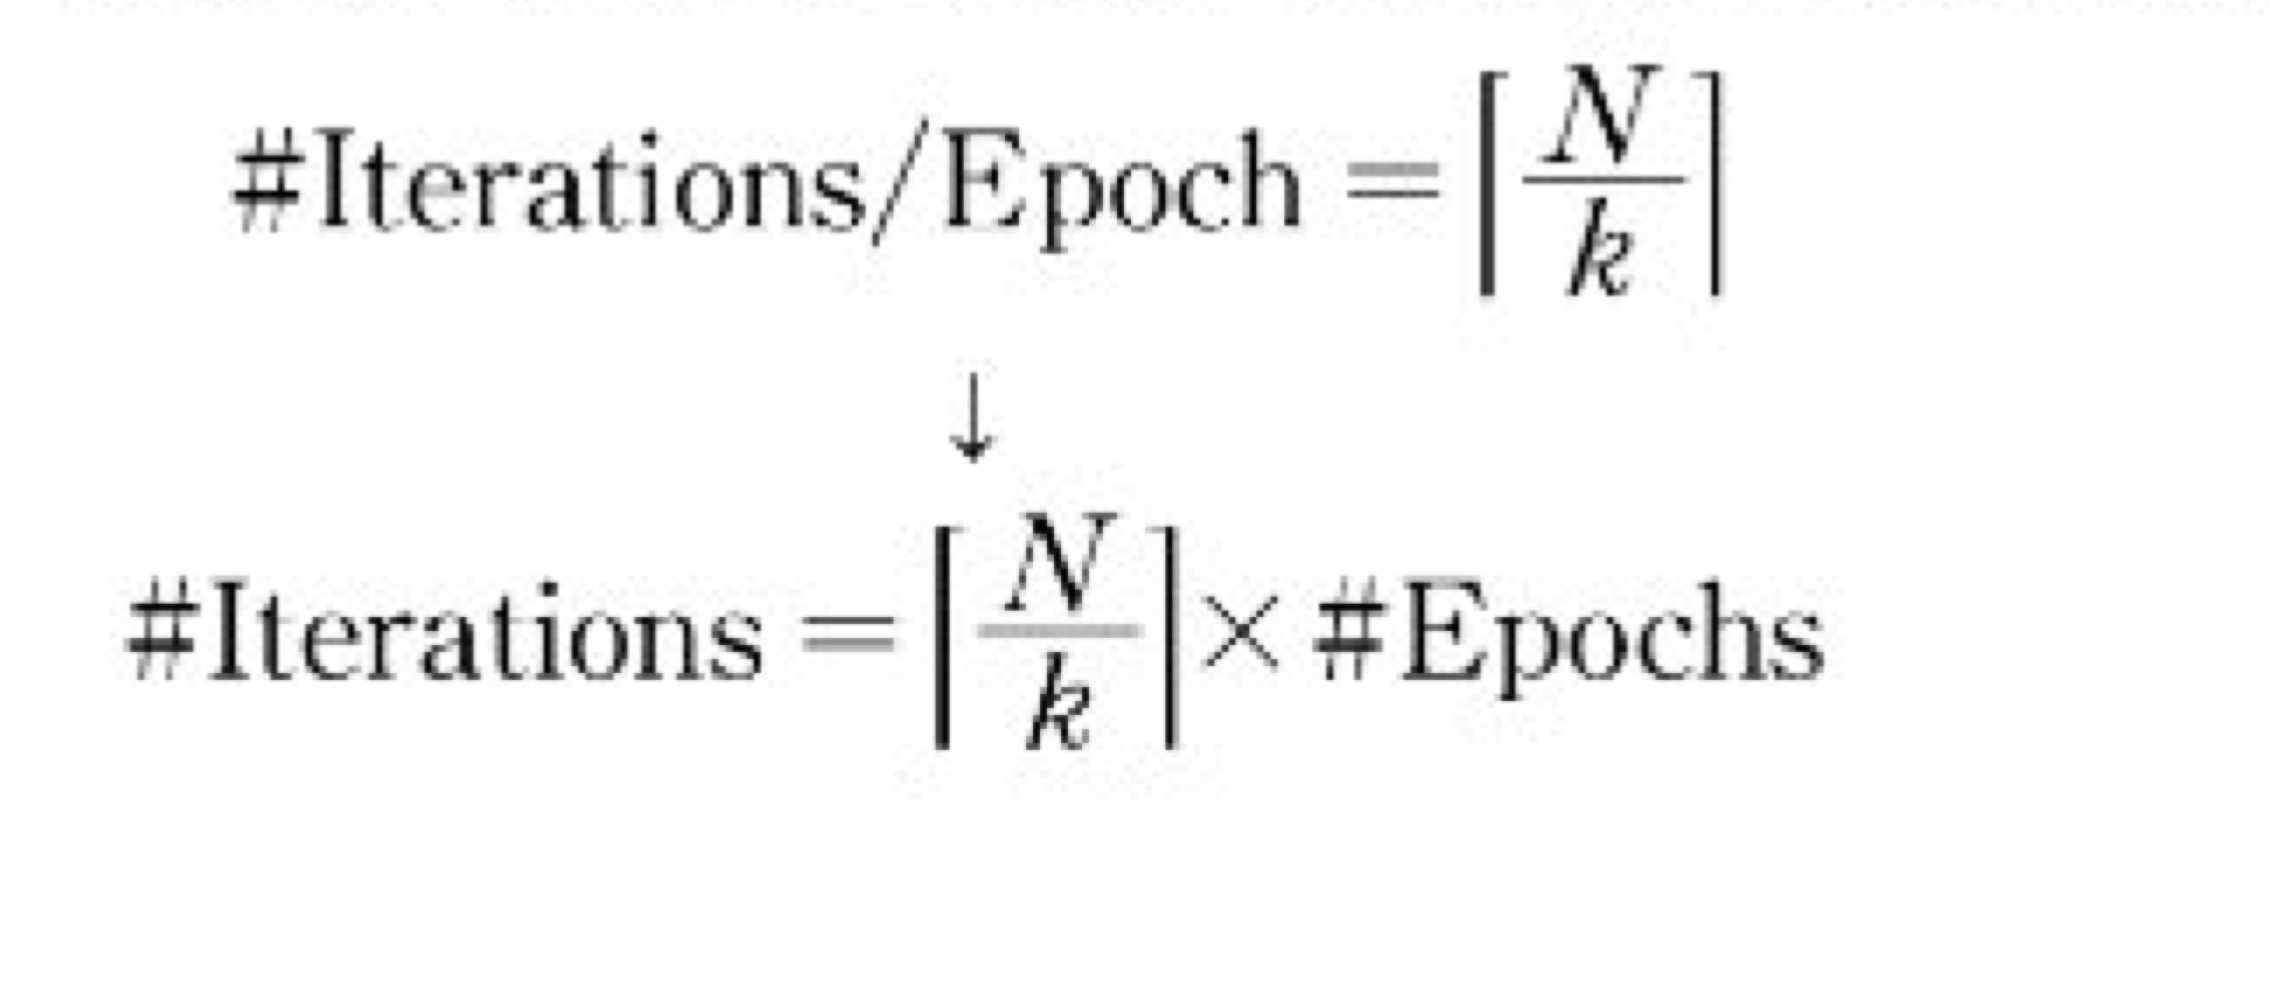 #Iterations/Epoch = ⌈N/k⌉
↓
#Iterations = ⌈N/k⌉ × #Epochs